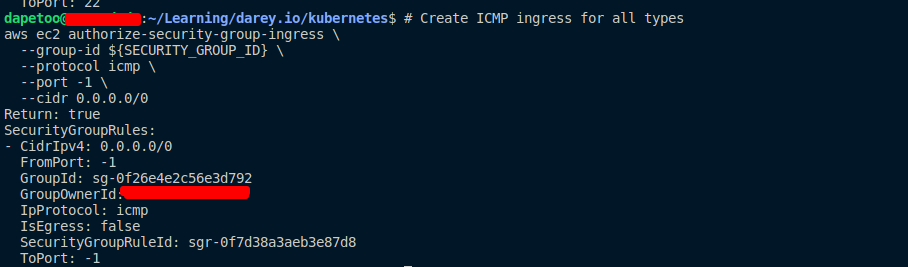 ToPort: 22
dapetoo@:~/Learning/darey.io/kubernetes$ # Create ICMP ingress for all types
aws ec2 authorize-security-group-ingress \
  --group-id ${SECURITY_GROUP_ID} \
  --protocol icmp \
  --port -1 \
  --cidr 0.0.0.0/0
Return: true
SecurityGroupRules:
- CidrIpv4: 0.0.0.0/0
  FromPort: -1
  GroupId: sg-0f26e4e2c56e3d792
  GroupOwnerId:
  IpProtocol: icmp
  IsEgress: false
  SecurityGroupRuleId: sgr-0f7d38a3aeb3e87d8
  ToPort: -1